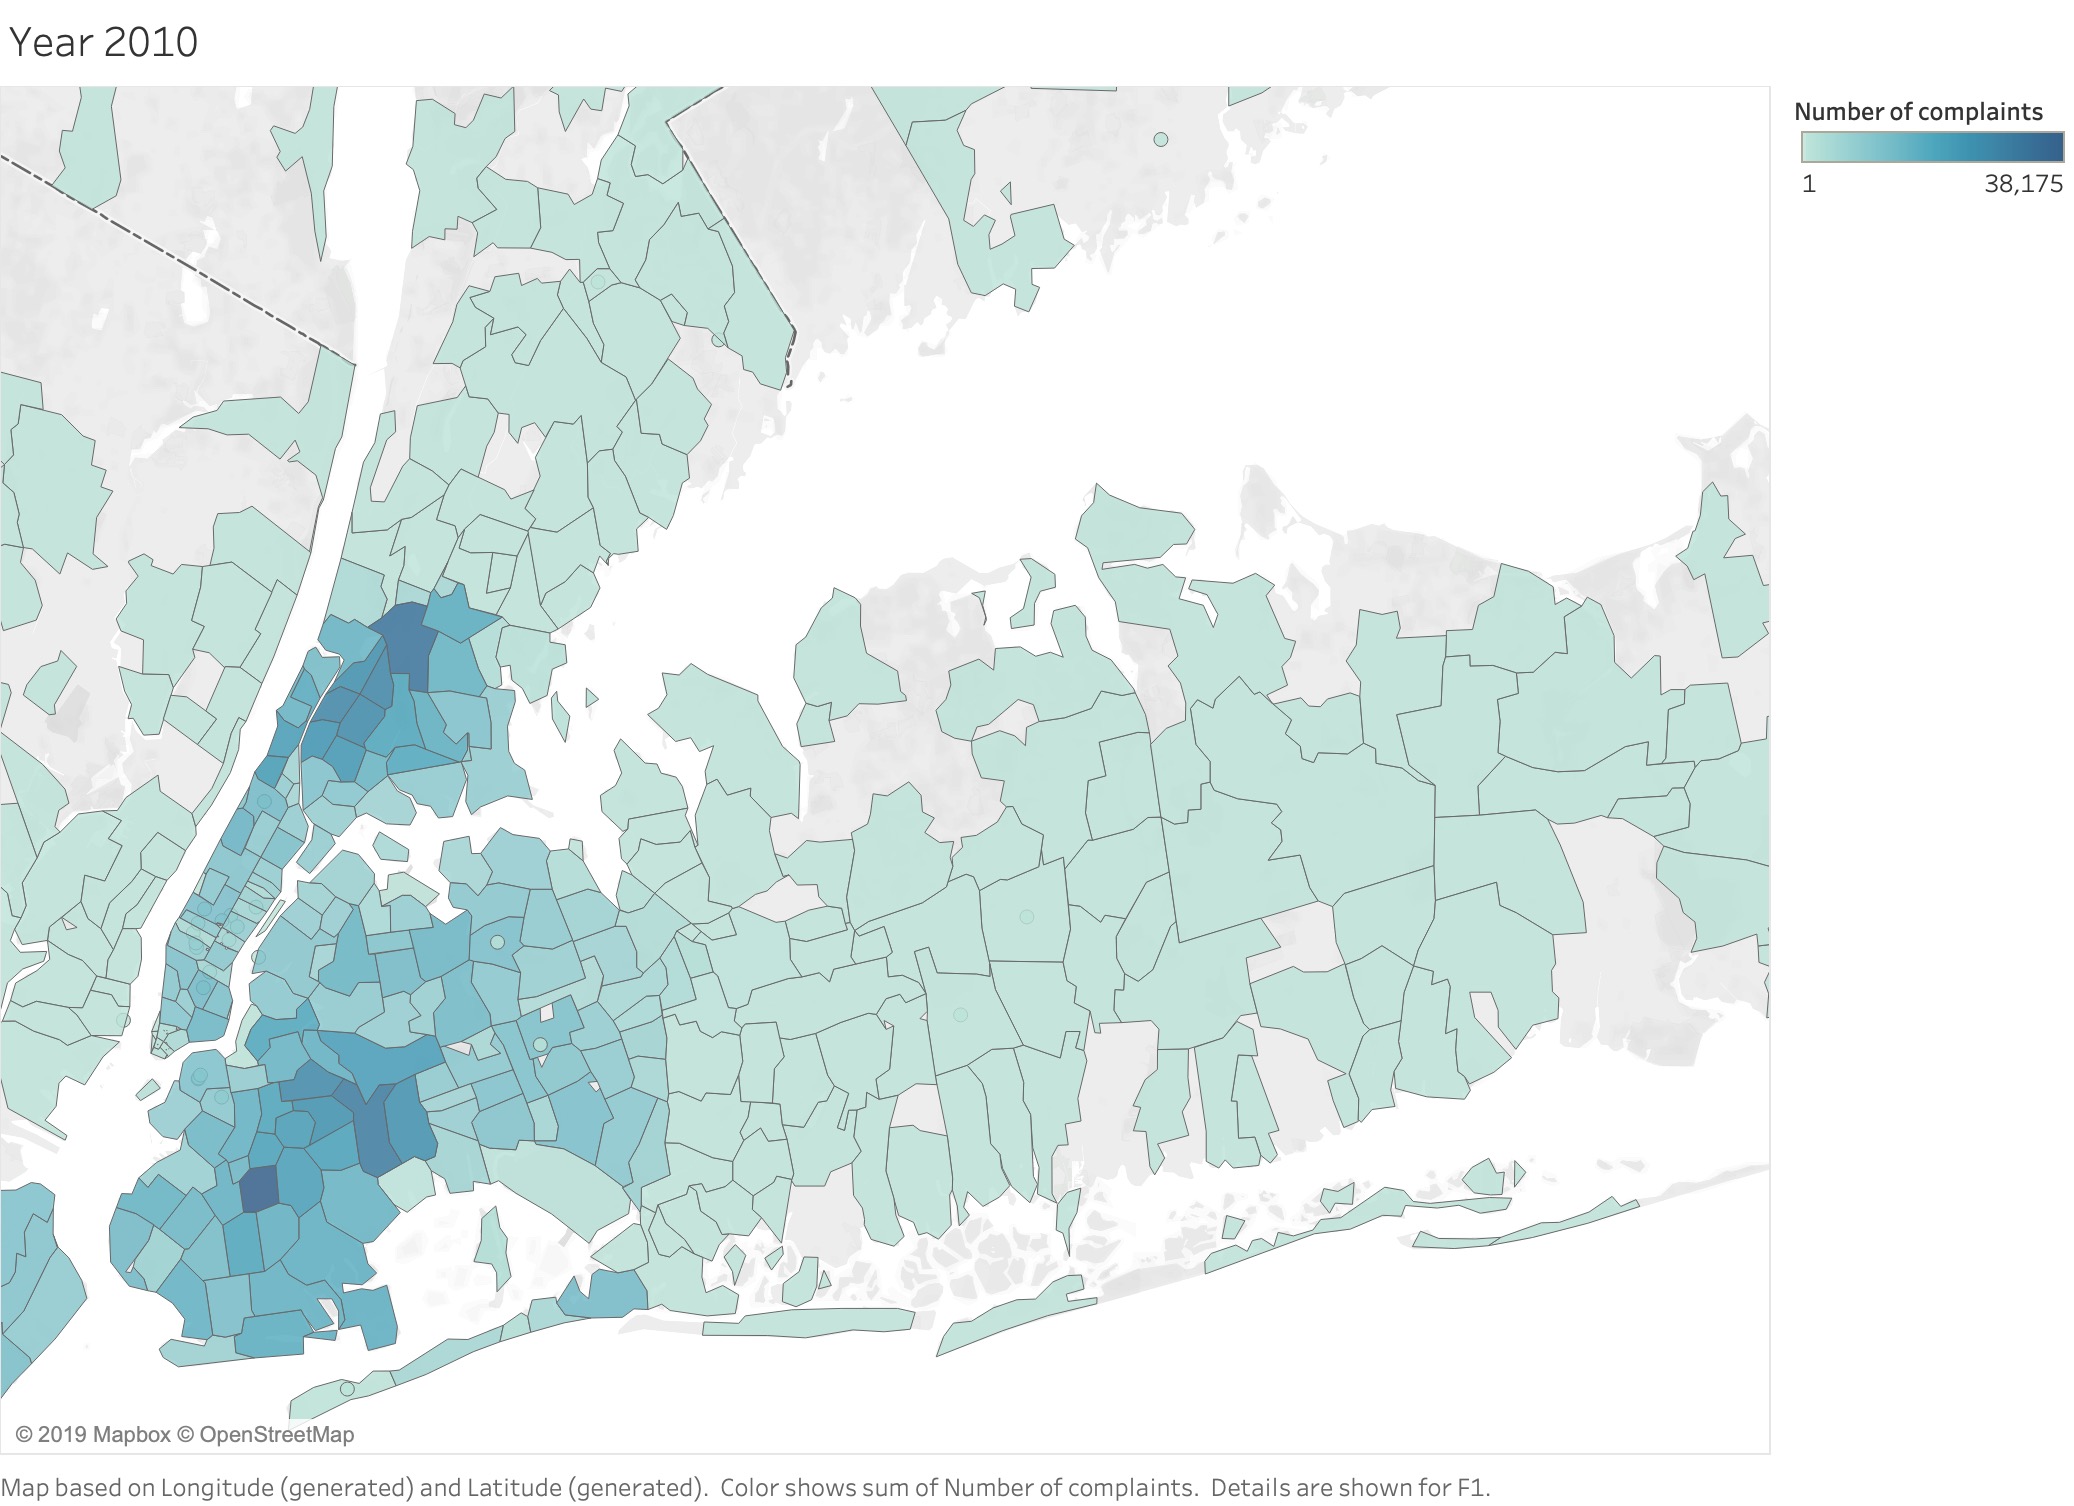 Year 2010
Number of complaints
1 38,175
© 2019 Mapbox © OpenStreetMap
Map based on Longitude (generated) and Latitude (generated).  Color shows sum of Number of complaints.  Details are shown for F1.